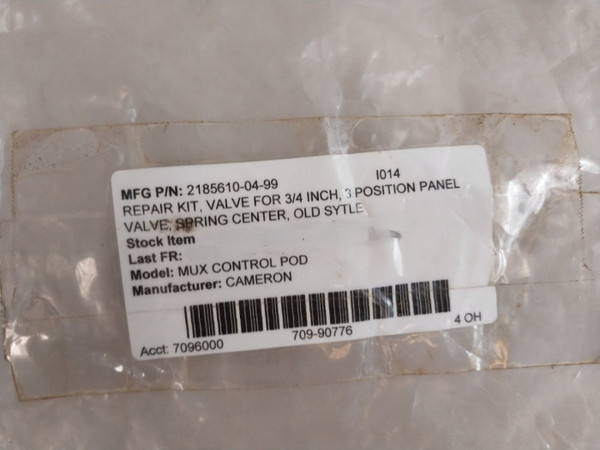 MFG P/N: 2185610-04-99 I014
REPAIR KIT, VALVE FOR 3/4 INCH, 3 POSITION PANEL
VALVE, SPRING CENTER, OLD SYTLE
Stock Item
Last FR:
Model: MUX CONTROL POD
Manufacturer: CAMERON
709-90776
Acct: 7096000 4 OH